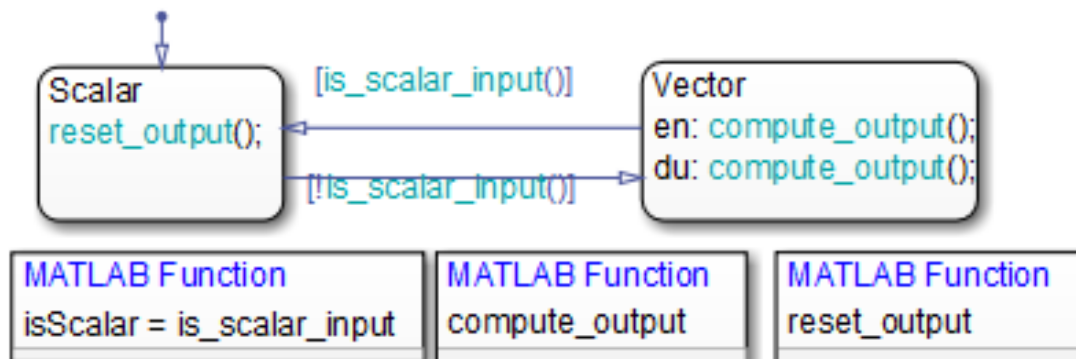 Scalar
reset_output();
[is_scalar_input()]
[!is_scalar_input()]
Vector
en: compute_output();
du: compute_output();
MATLAB Function
isScalar = is_scalar_input
MATLAB Function
compute_output
MATLAB Function
reset_output